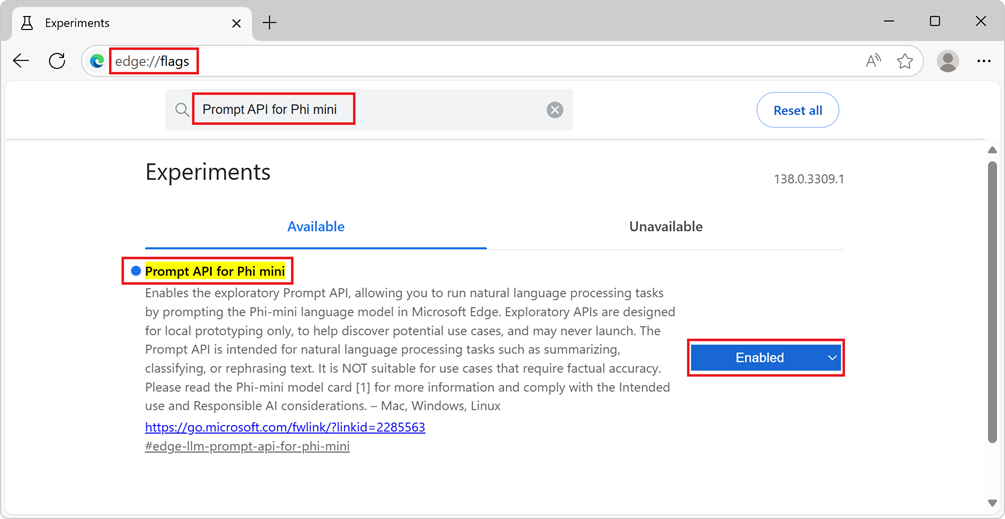 Experiments
edge://flags
Prompt API for Phi mini
Reset all
Experiments
138.0.3309.1
Available
Unavailable
Prompt API for Phi mini
Enables the exploratory Prompt API, allowing you to run natural language processing tasks
by prompting the Phi-mini language model in Microsoft Edge. Exploratory APIs are designed
for local prototyping only, to help discover potential use cases, and may never launch. The
Prompt API is intended for natural language processing tasks such as summarizing,
classifying, or rephrasing text. It is NOT suitable for use cases that require factual accuracy.
Please read the Phi-mini model card [1] for more information and comply with the Intended
use and Responsible AI considerations. – Mac, Windows, Linux
Enabled
https://go.microsoft.com/fwlink/?linkid=2285563
#edge-llm-prompt-api-for-phi-mini